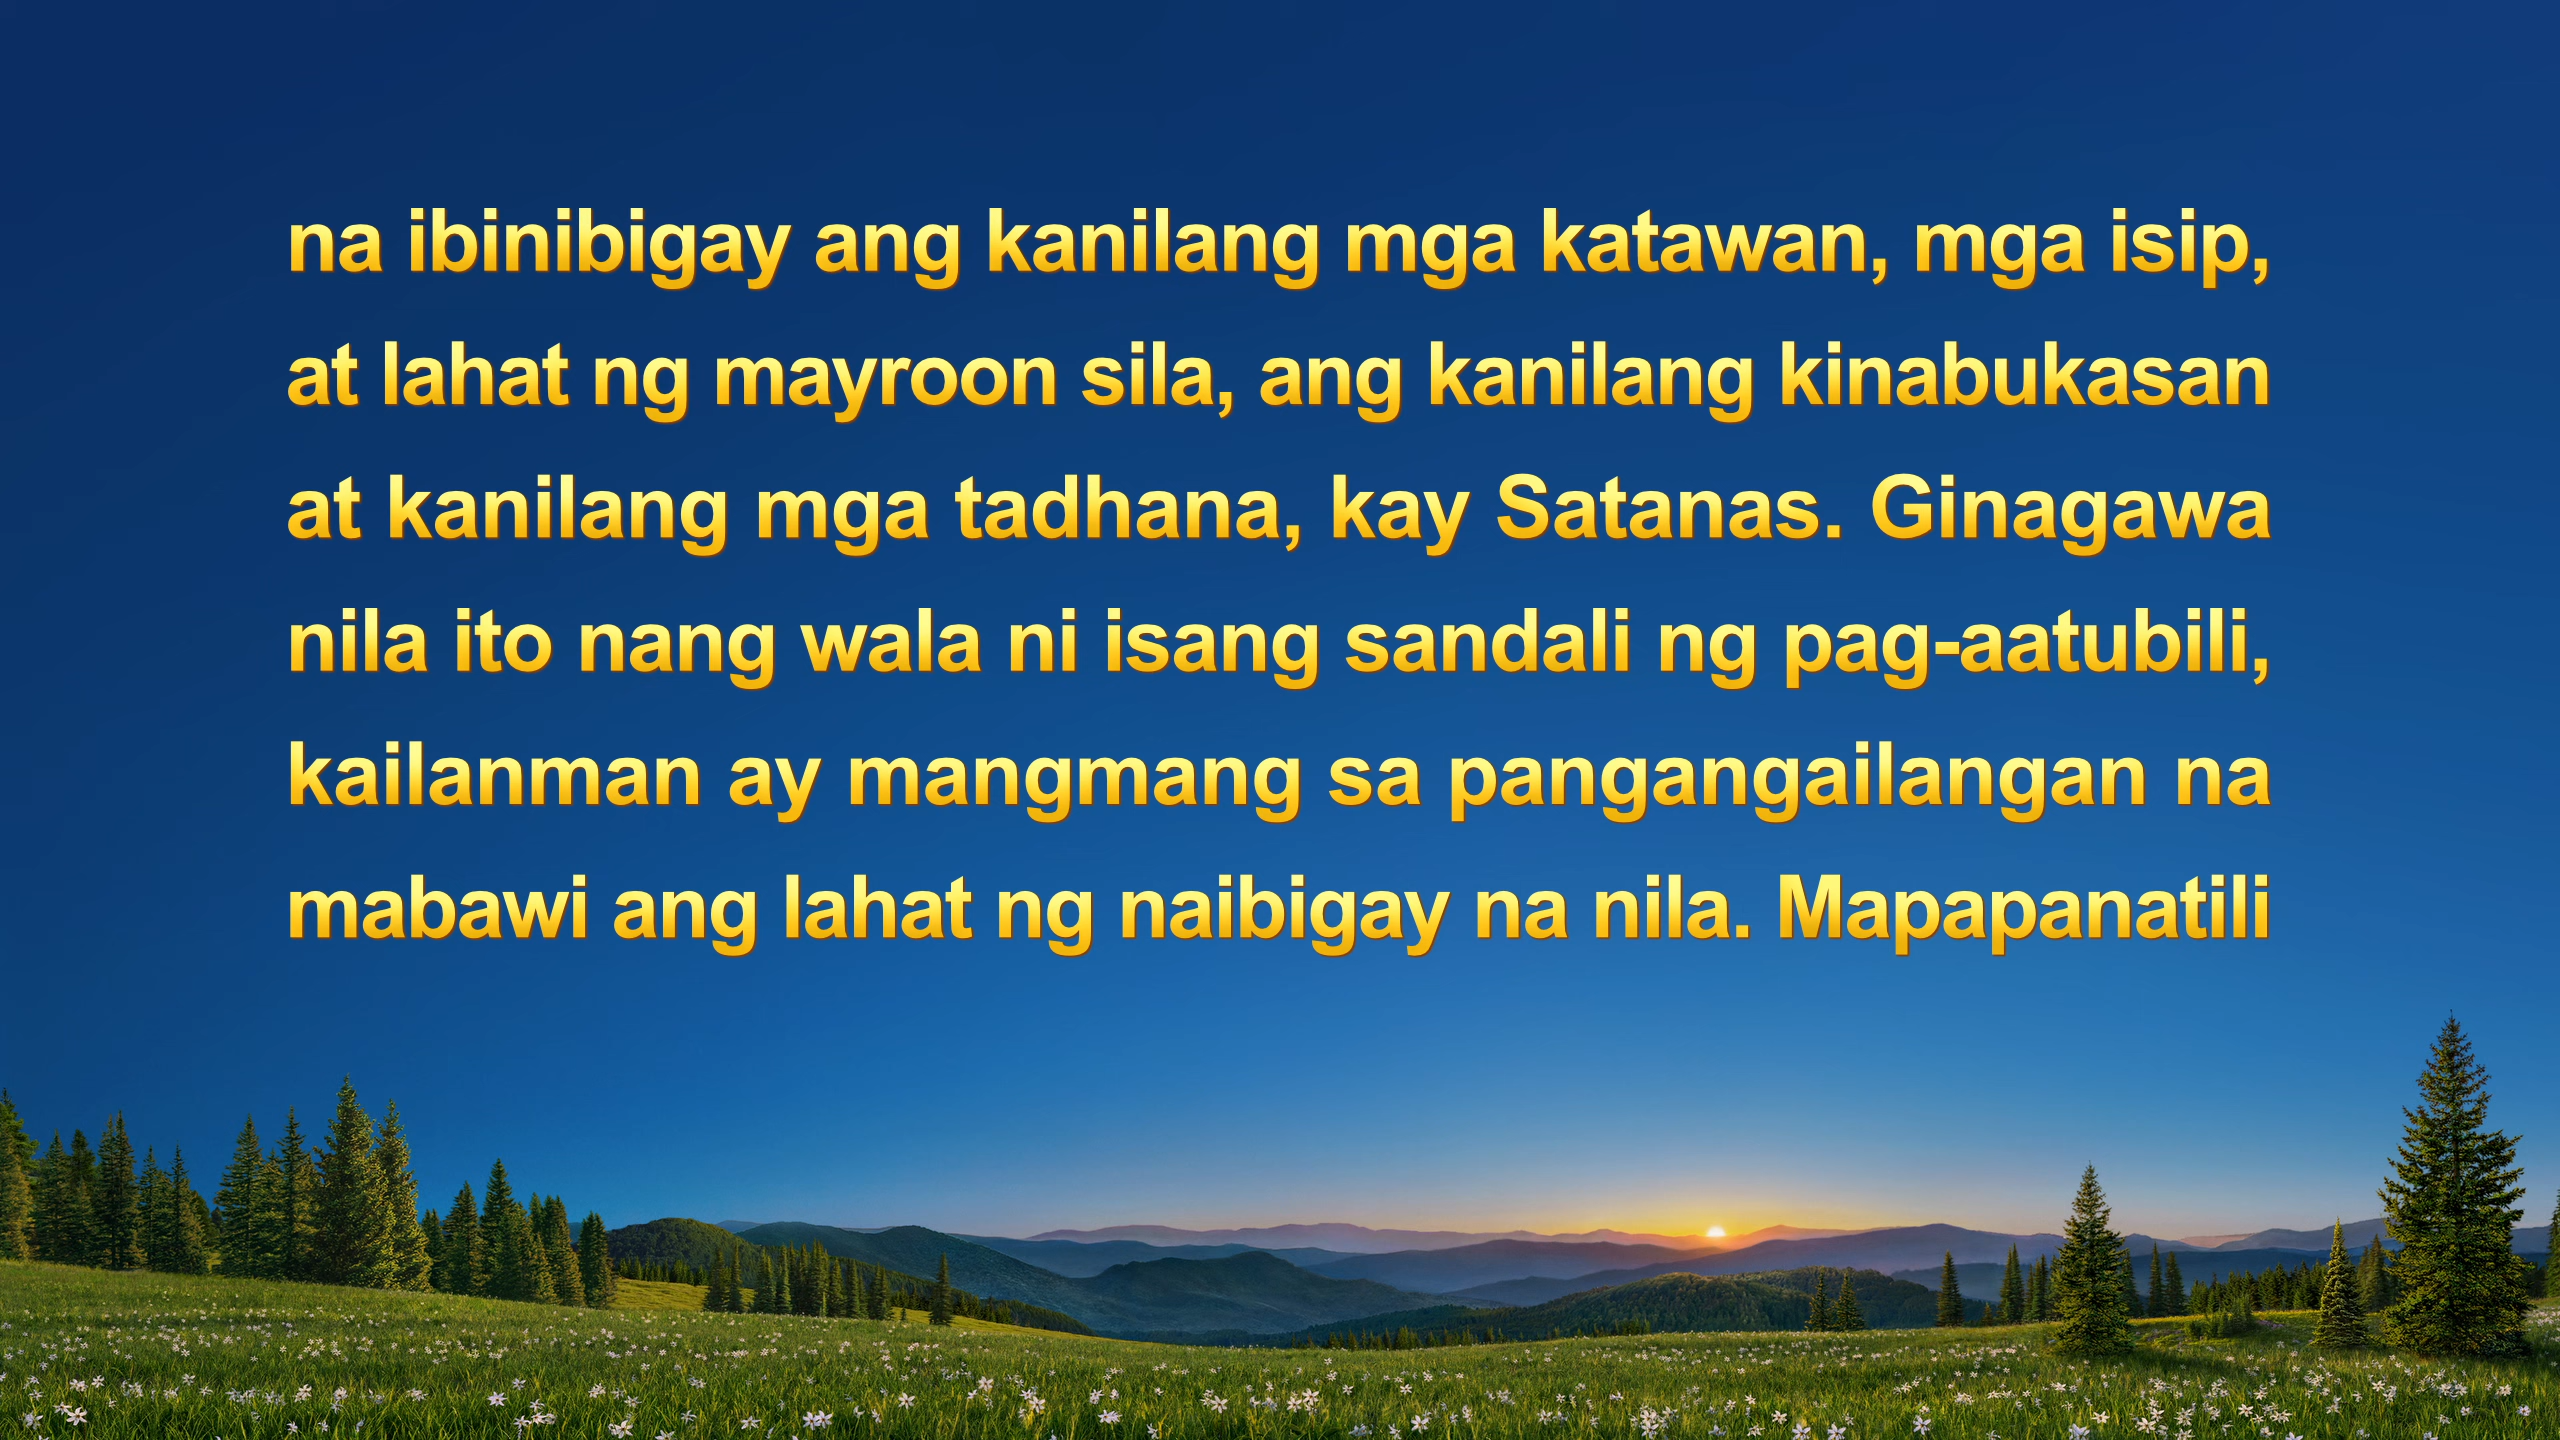 na ibinibigay ang kanilang mga katawan, mga isip,
at lahat ng mayroon sila, ang kanilang kinabukasan
at kanilang mga tadhana, kay Satanas. Ginagawa
nila ito nang wala ni isang sandali ng pag-aatubili,
kailanman ay mangmang sa pangangailangan na
mabawi ang lahat ng naibigay na nila. Mapapanatili